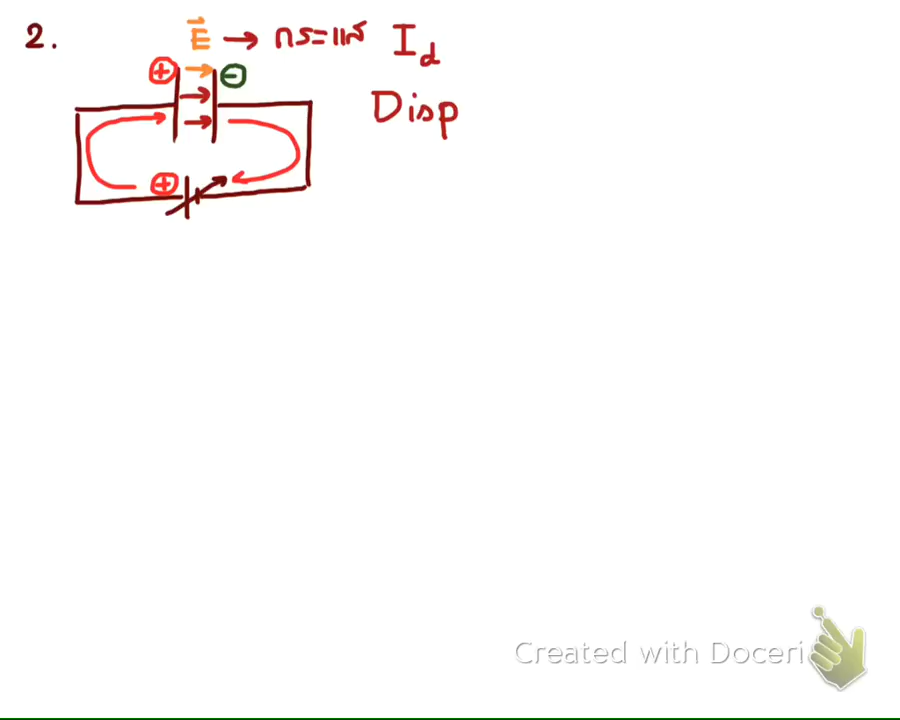 2. E → กระแส I_d
Disp
+ −
+
Created with Doceri